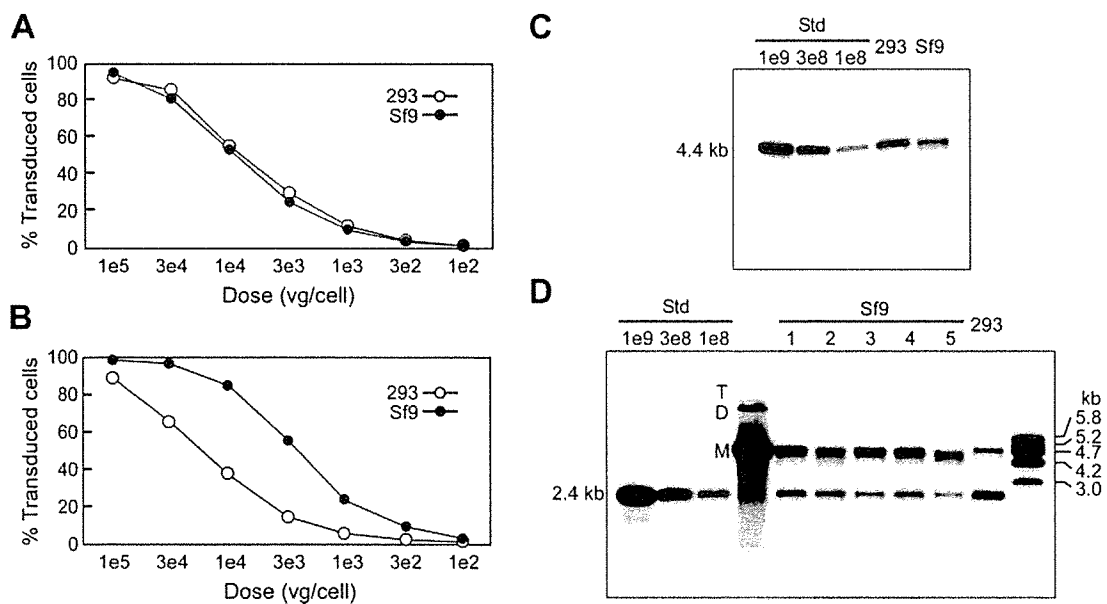 A
% Transduced cells
100
80
60
40
20
0
293
Sf9
1e5 3e4 1e4 3e3 1e3 3e2 1e2
Dose (vg/cell)
B
% Transduced cells
100
80
60
40
20
0
293
Sf9
1e5 3e4 1e4 3e3 1e3 3e2 1e2
Dose (vg/cell)
C
Std
1e9 3e8 1e8 293 Sf9
4.4 kb
D
Std Sf9
1e9 3e8 1e8 1 2 3 4 5 293
T
D
M
2.4 kb
kb
5.8
5.2
4.7
4.2
3.0